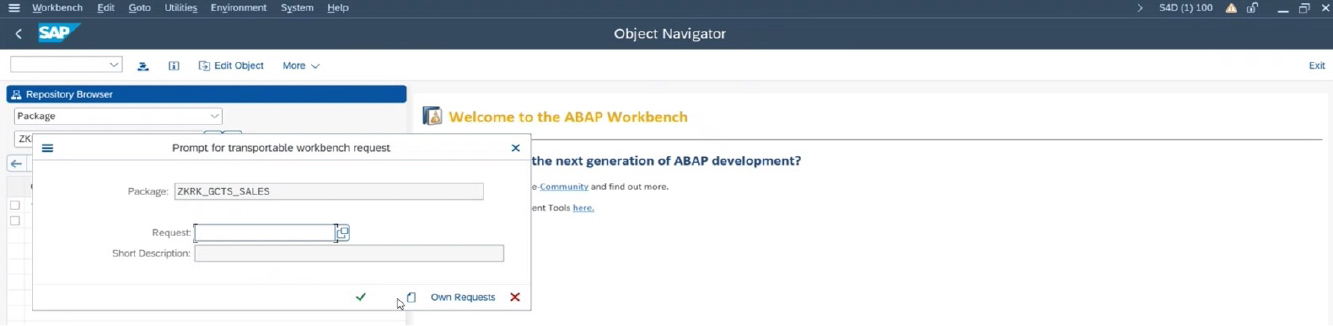 Workbench Edit Goto Utilities Environment System Help S4D (1) 100
SAP Object Navigator
Edit Object More Exit
Repository Browser
Package Welcome to the ABAP Workbench
ZK
Prompt for transportable workbench request the next generation of ABAP development?
Package: ZKRK_GCTS_SALES e-Community and find out more.
ent Tools here.
Request:
Short Description:
Own Requests